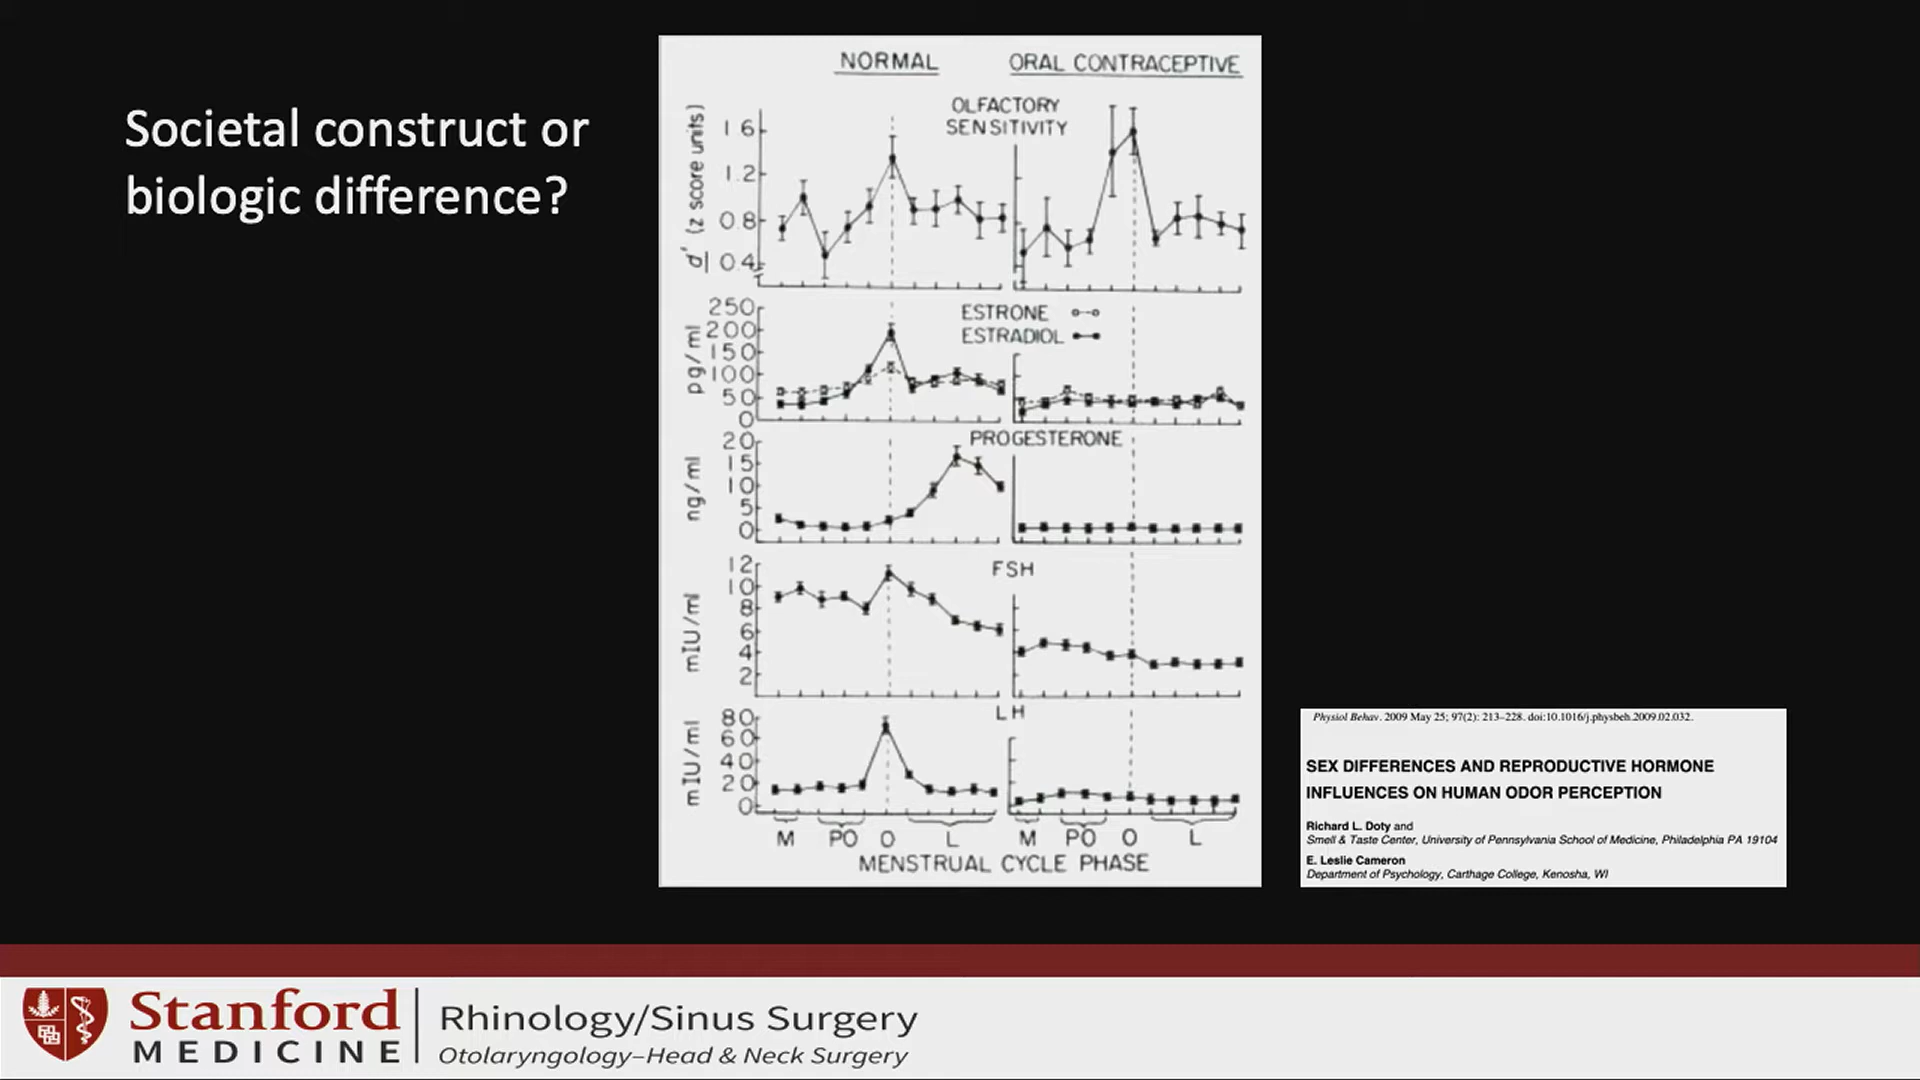 Societal construct or
biologic difference?
NORMAL
ORAL CONTRACEPTIVE
OLFACTORY
SENSITIVITY
d' (z score units)
1.6
1.2
0.8
0.4
ESTRONE
ESTRADIOL
pg/ml
250
200
150
100
50
0
PROGESTERONE
ng/ml
20
15
10
5
0
FSH
mIU/ml
12
10
8
6
4
2
LH
mIU/ml
80
60
40
20
0
M PO O L M PO O L
MENSTRUAL CYCLE PHASE
Physiol Behav. 2009 May 25; 97(2): 213–228. doi:10.1016/j.physbeh.2009.02.032.
SEX DIFFERENCES AND REPRODUCTIVE HORMONE
INFLUENCES ON HUMAN ODOR PERCEPTION
Richard L. Doty and
Smell & Taste Center, University of Pennsylvania School of Medicine, Philadelphia PA 19104
E. Leslie Cameron
Department of Psychology, Carthage College, Kenosha, WI
Stanford
MEDICINE
Rhinology/Sinus Surgery
Otolaryngology–Head & Neck Surgery